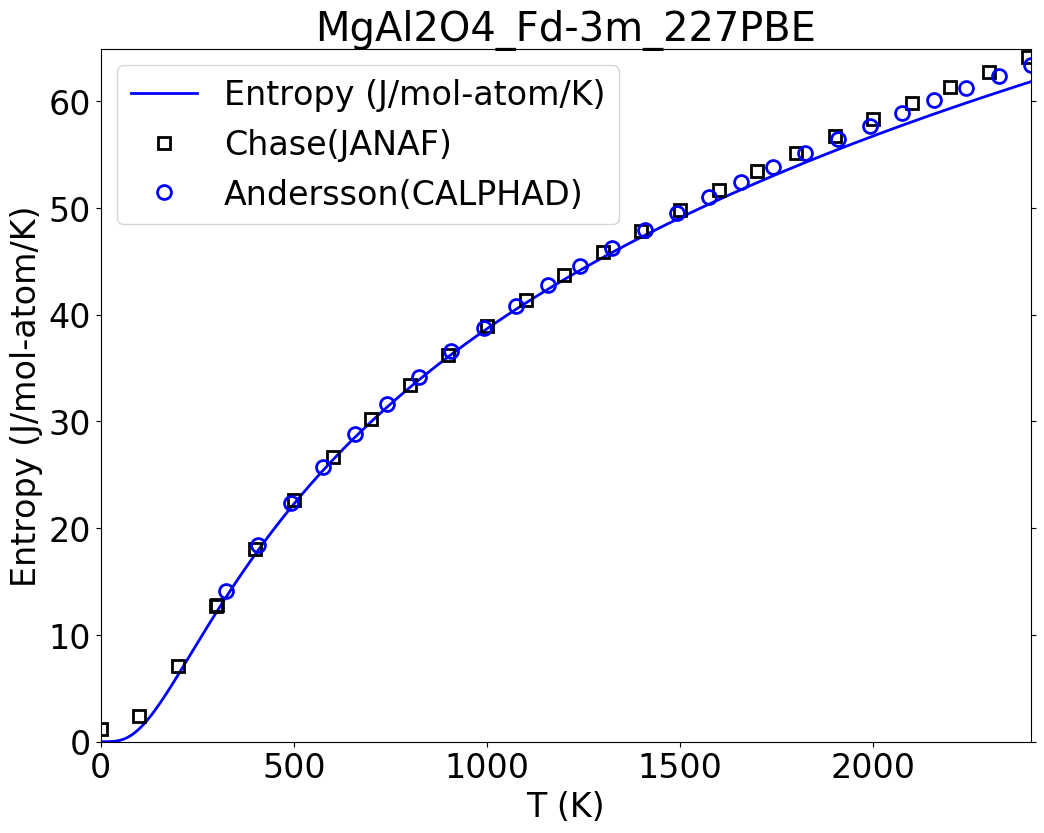 MgAl2O4_Fd-3m_227PBE
Entropy (J/mol-atom/K)
Chase(JANAF)
Andersson(CALPHAD)
Entropy (J/mol-atom/K)
60
50
40
30
20
10
0
0 500 1000 1500 2000
T (K)